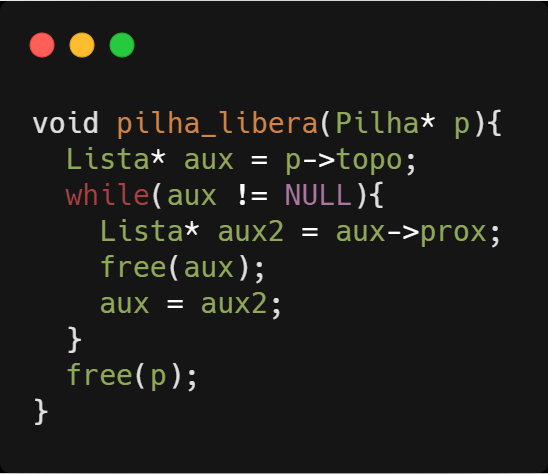 void pilha_libera(Pilha* p){
  Lista* aux = p->topo;
  while(aux != NULL){
    Lista* aux2 = aux->prox;
    free(aux);
    aux = aux2;
  }
  free(p);
}